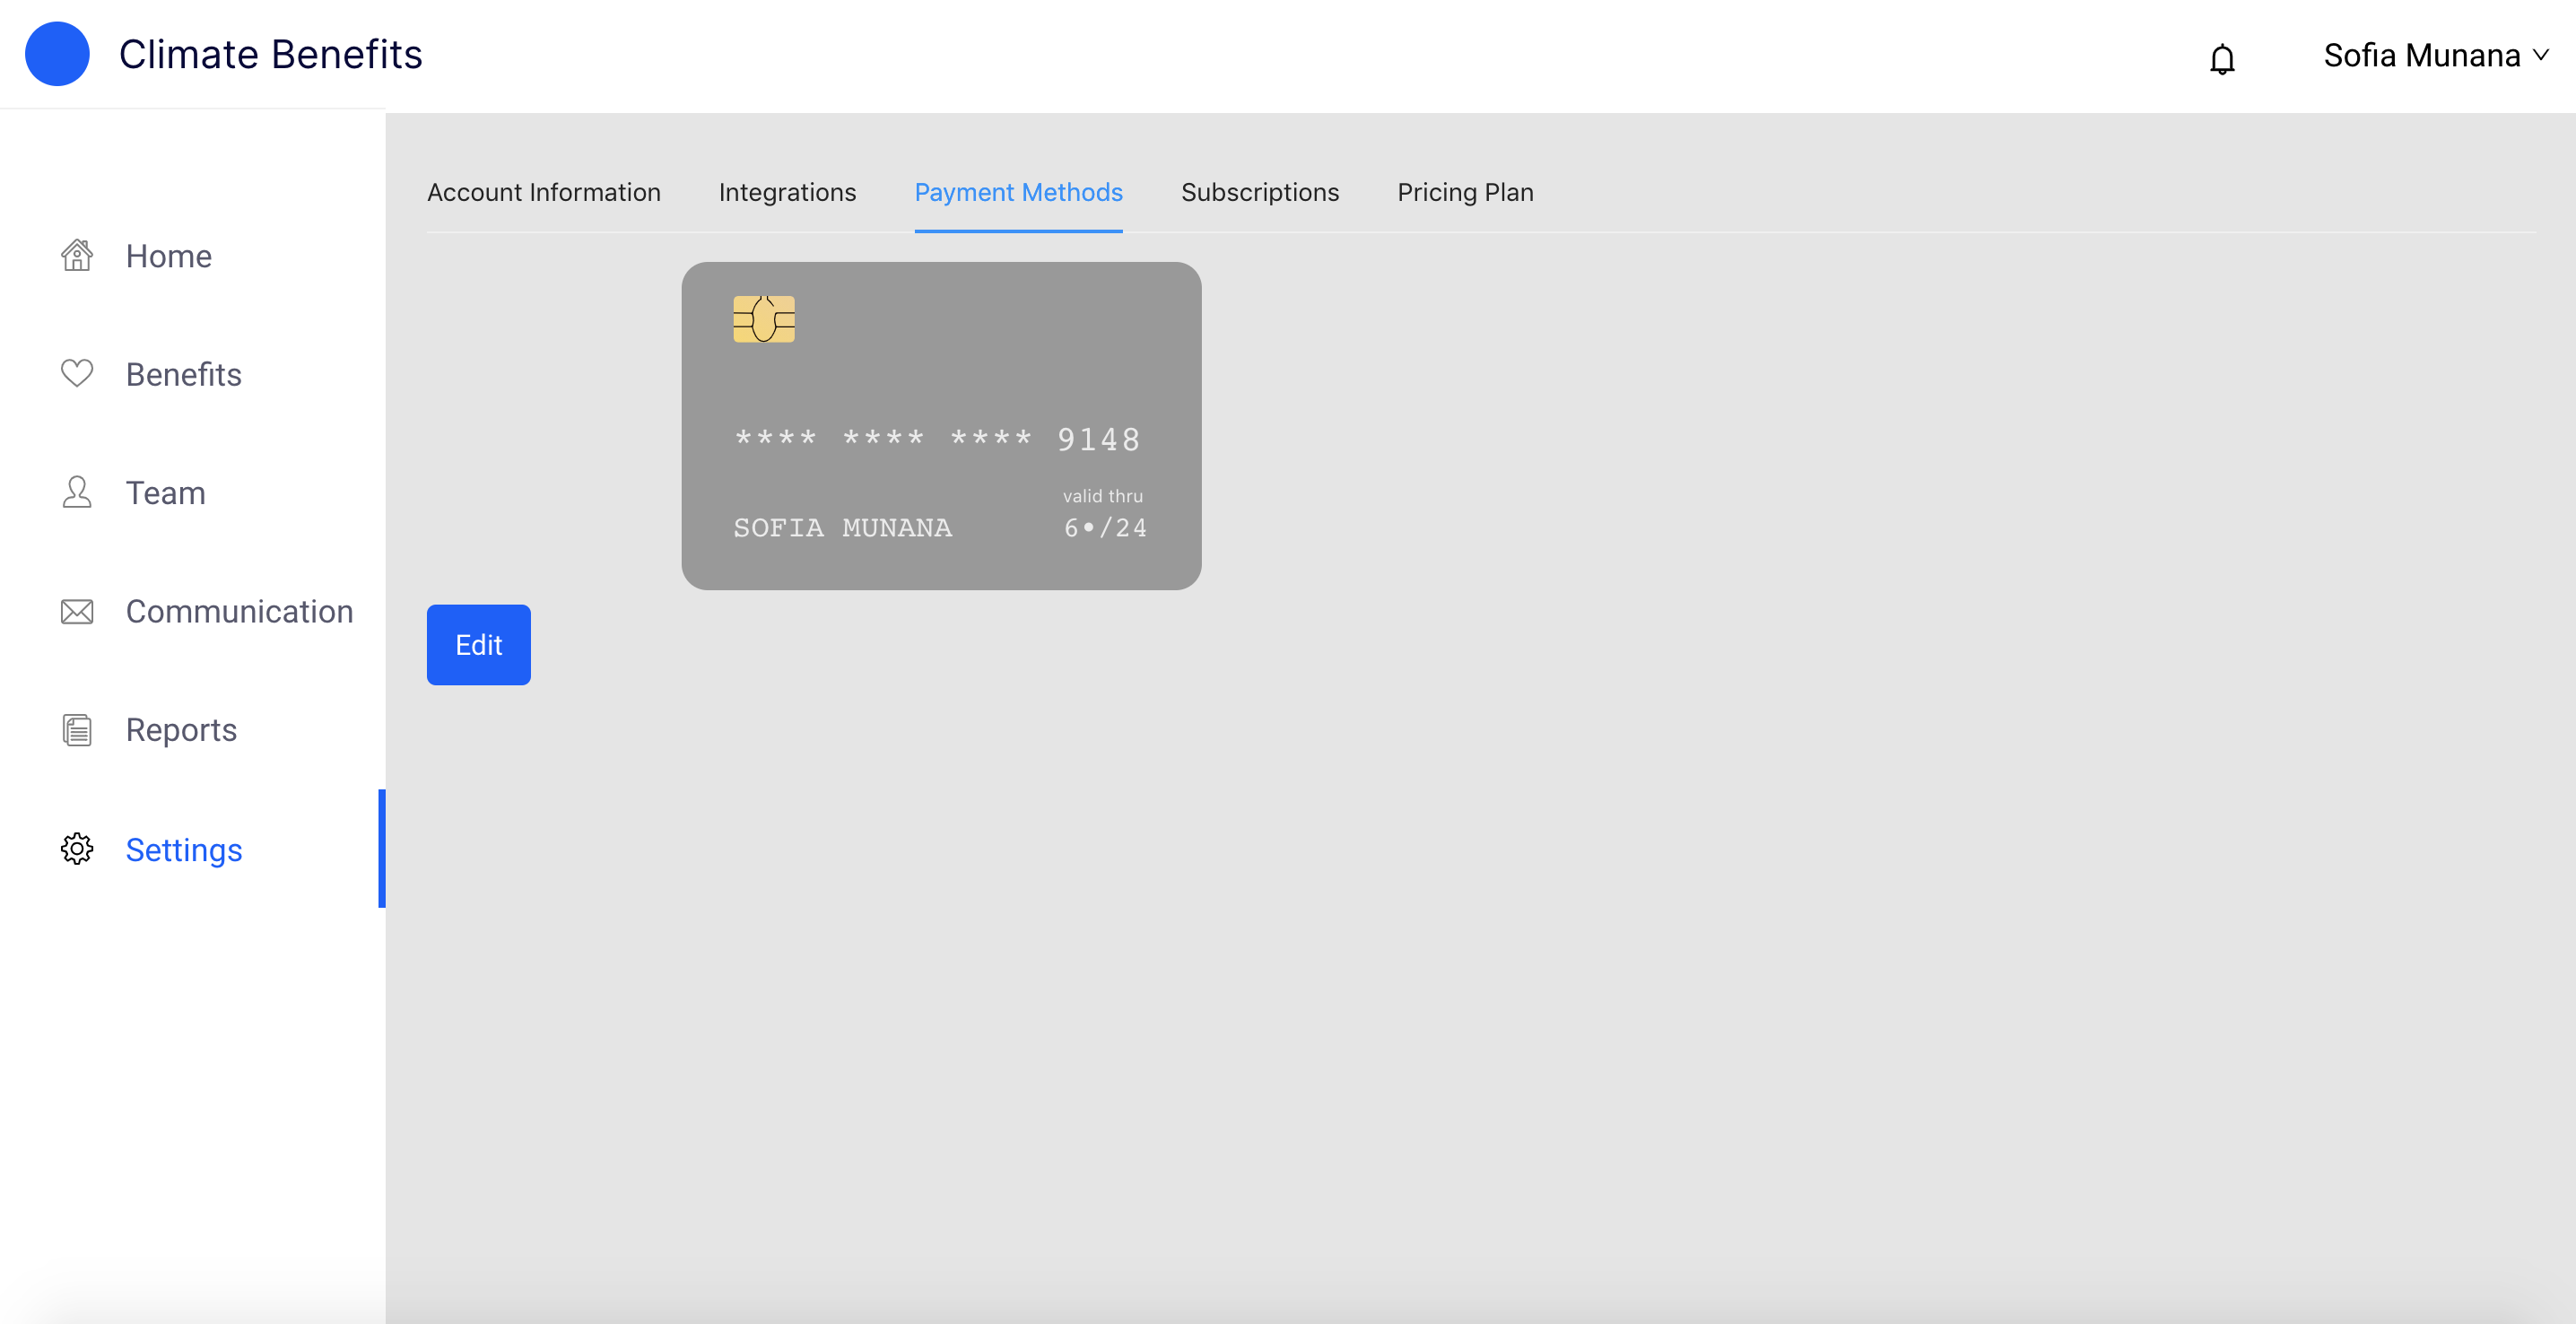 Climate Benefits
Sofia Munana
Account Information Integrations Payment Methods Subscriptions Pricing Plan
Home
Benefits
Team
Communication
Reports
Settings
**** **** **** 9148
valid thru
SOFIA MUNANA 6•/24
Edit